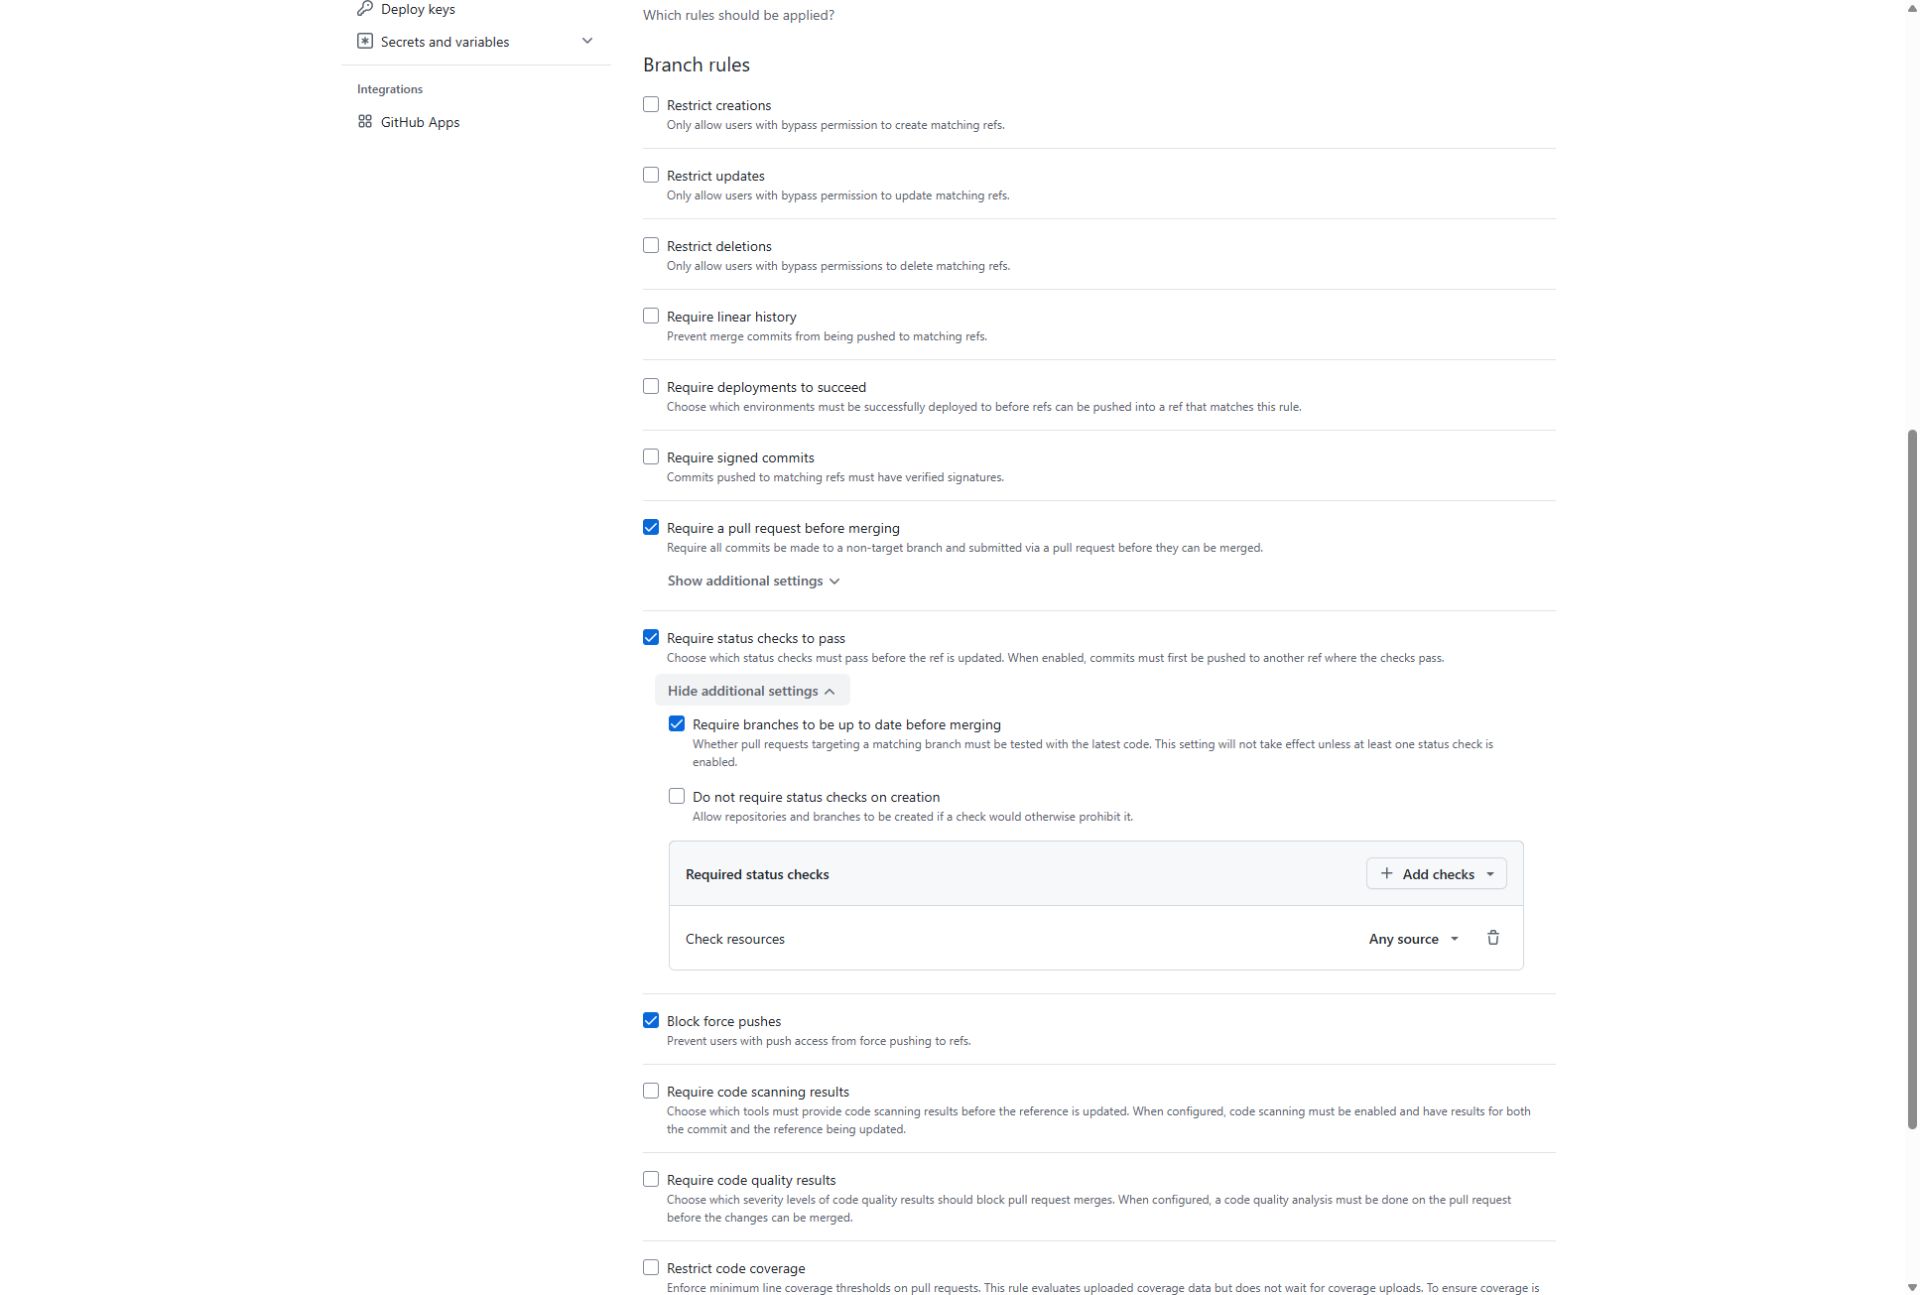 Deploy keys
Secrets and variables
Integrations
GitHub Apps
Which rules should be applied?
Branch rules
Restrict creations
Only allow users with bypass permission to create matching refs.
Restrict updates
Only allow users with bypass permission to update matching refs.
Restrict deletions
Only allow users with bypass permissions to delete matching refs.
Require linear history
Prevent merge commits from being pushed to matching refs.
Require deployments to succeed
Choose which environments must be successfully deployed to before refs can be pushed into a ref that matches this rule.
Require signed commits
Commits pushed to matching refs must have verified signatures.
Require a pull request before merging
Require all commits be made to a non-target branch and submitted via a pull request before they can be merged.
Show additional settings
Require status checks to pass
Choose which status checks must pass before the ref is updated. When enabled, commits must first be pushed to another ref where the checks pass.
Hide additional settings
Require branches to be up to date before merging
Whether pull requests targeting a matching branch must be tested with the latest code. This setting will not take effect unless at least one status check is
enabled.
Do not require status checks on creation
Allow repositories and branches to be created if a check would otherwise prohibit it.
Required status checks
Add checks
Check resources
Any source
Block force pushes
Prevent users with push access from force pushing to refs.
Require code scanning results
Choose which tools must provide code scanning results before the reference is updated. When configured, code scanning must be enabled and have results for both
the commit and the reference being updated.
Require code quality results
Choose which severity levels of code quality results should block pull request merges. When configured, a code quality analysis must be done on the pull request
before the changes can be merged.
Restrict code coverage
Enforce minimum line coverage thresholds on pull requests. This rule evaluates uploaded coverage data but does not wait for coverage uploads. To ensure coverage is